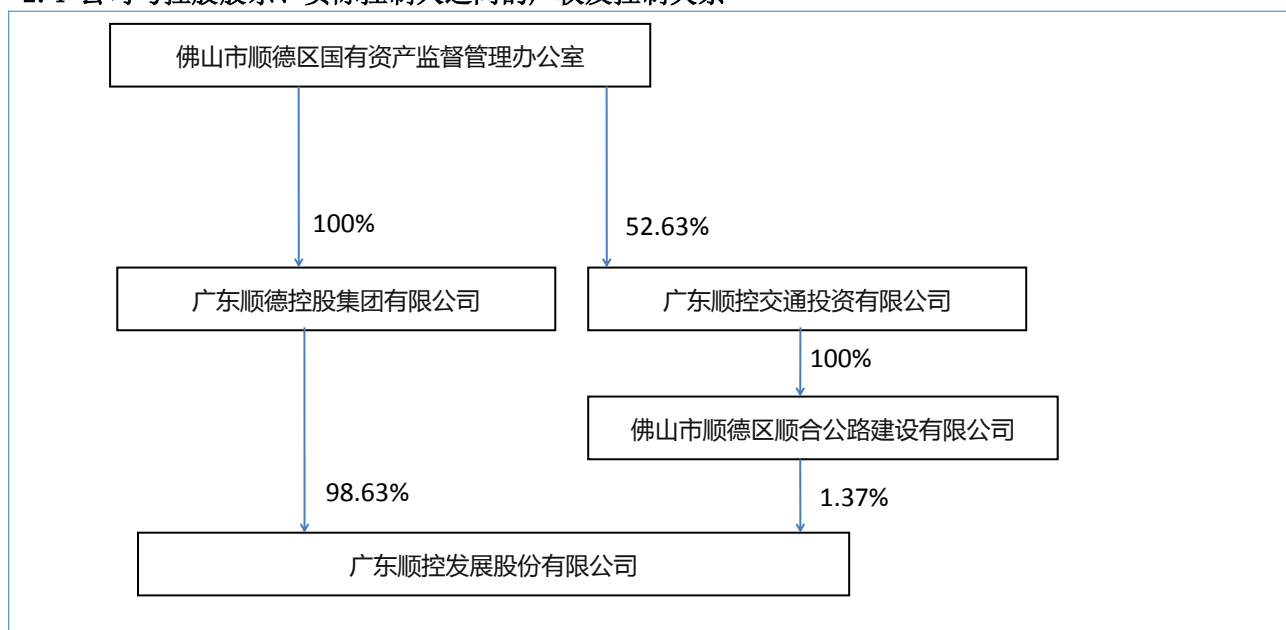 佛山市顺德区国有资产监督管理办公室
100%
52.63%
广东顺德控股集团有限公司
广东顺控交通投资有限公司
100%
佛山市顺德区顺合公路建设有限公司
98.63%
1.37%
广东顺控发展股份有限公司